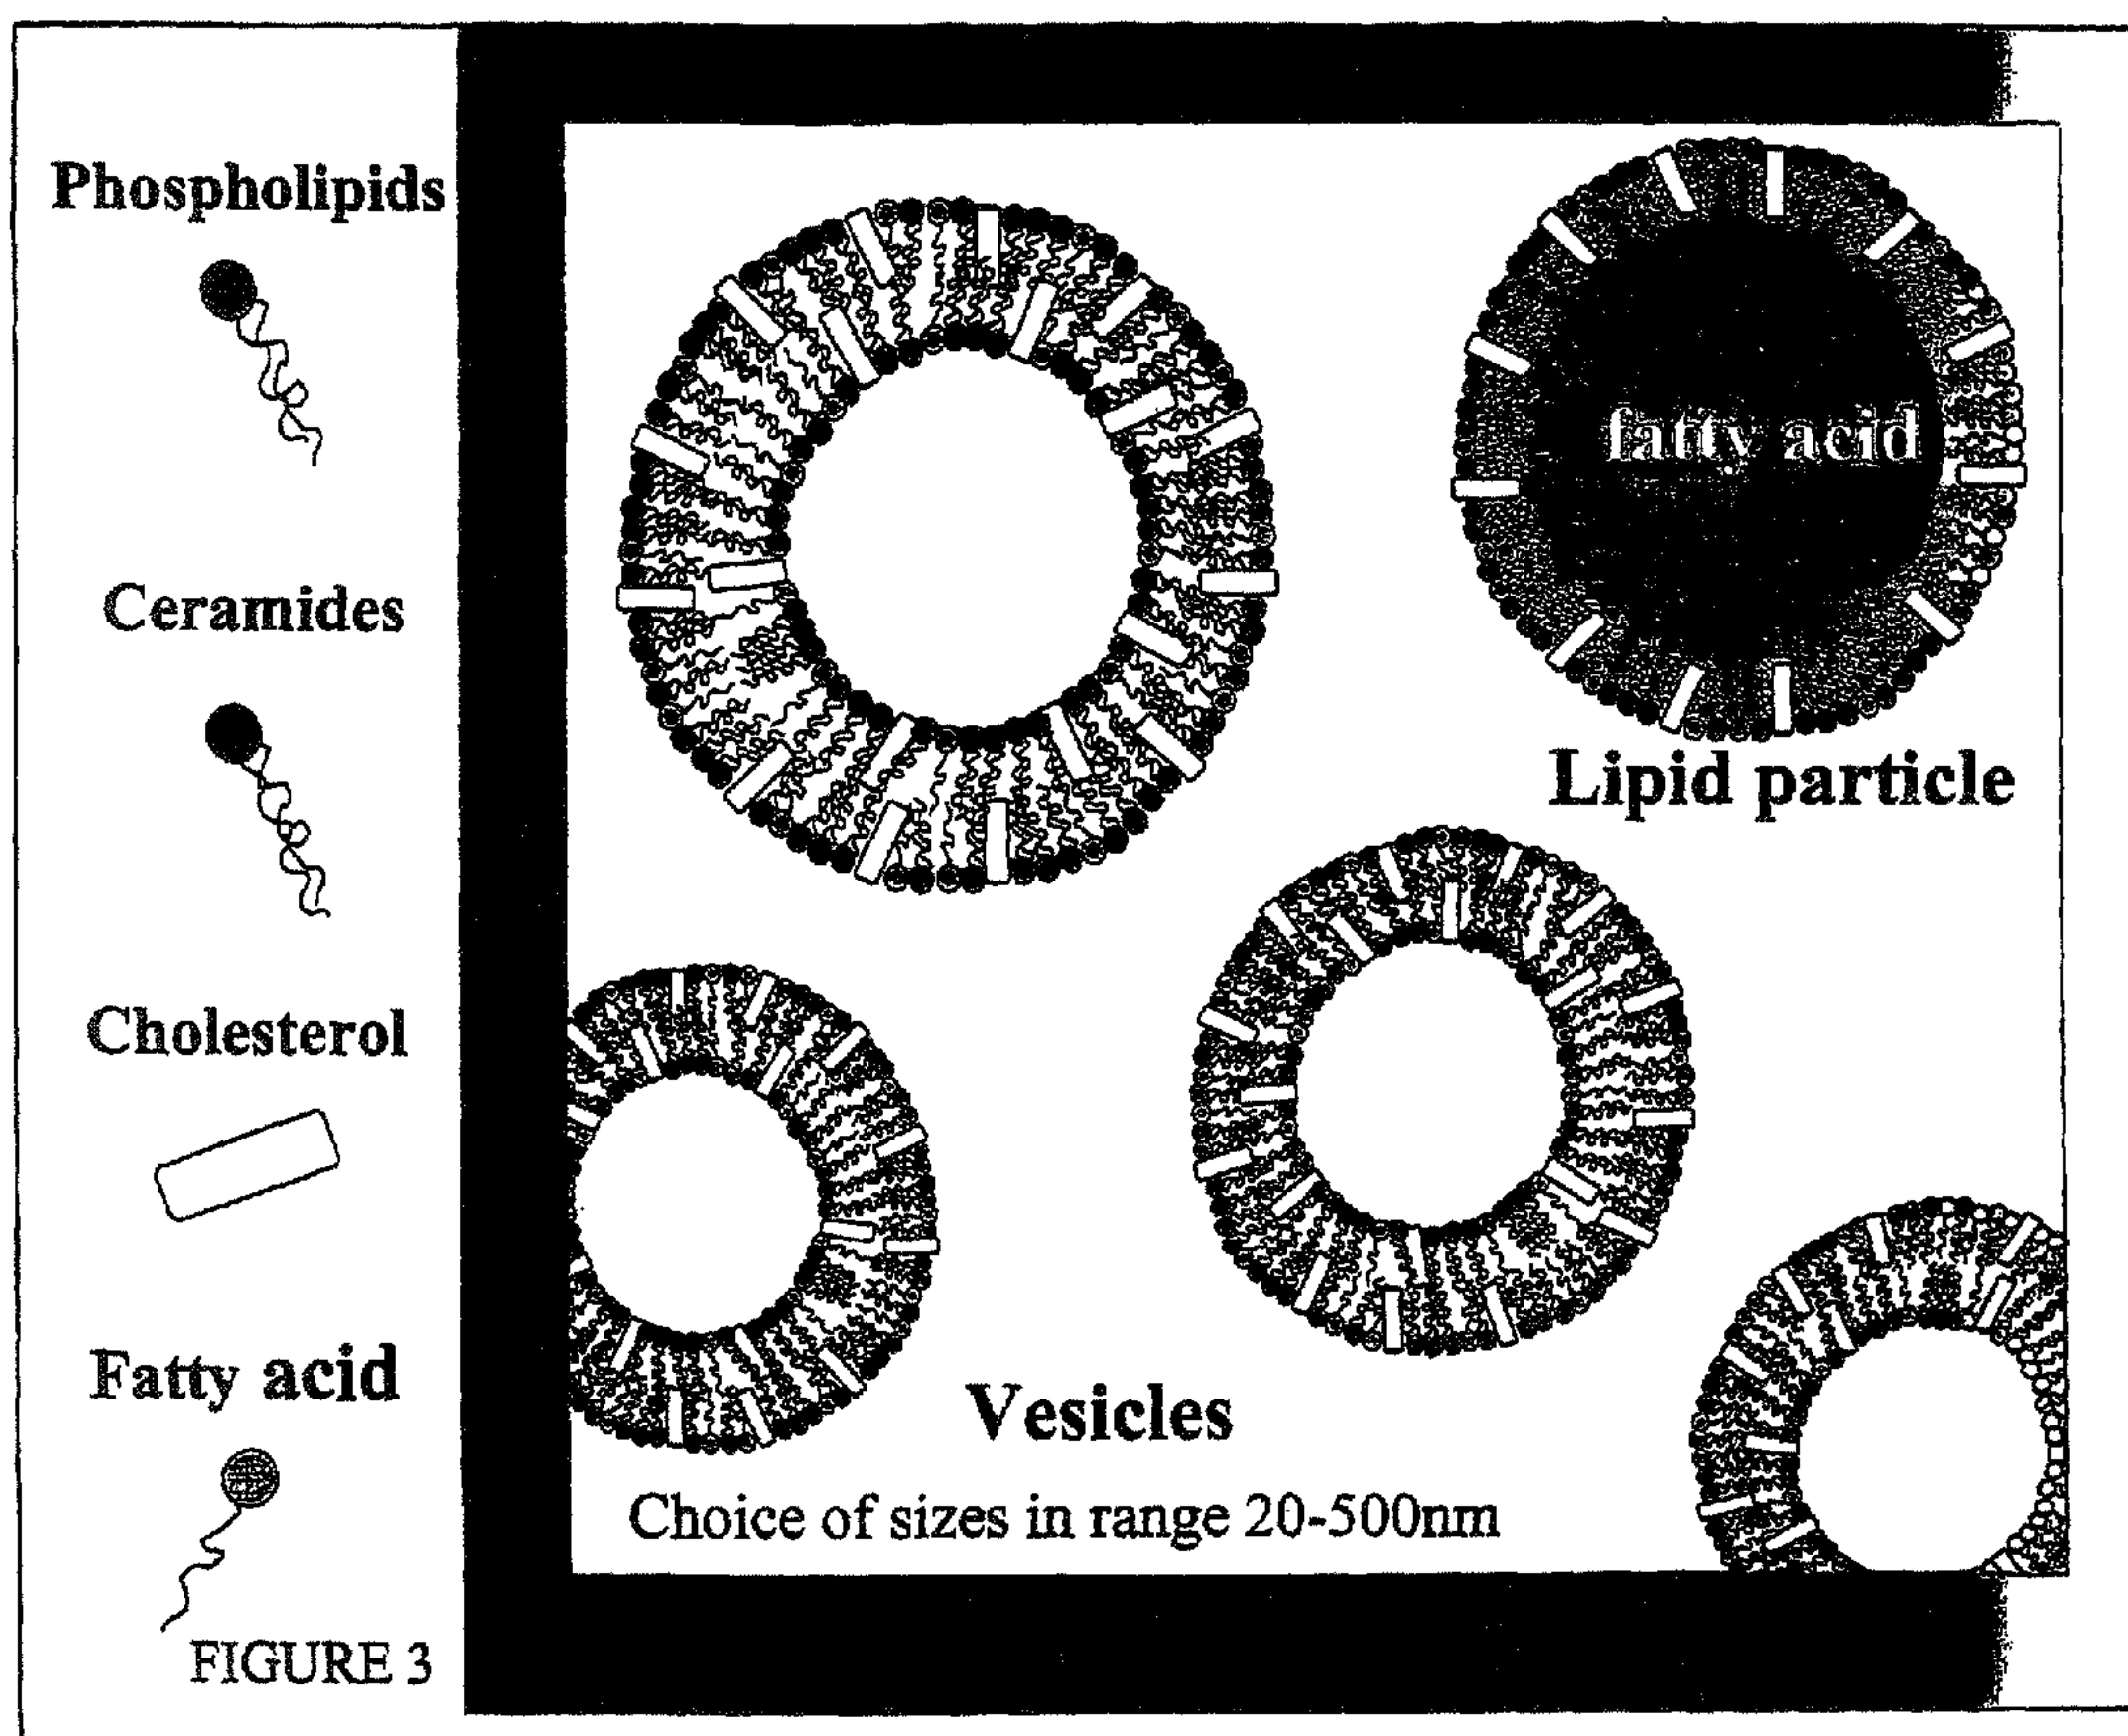 Phospholipids
Ceramides
Cholesterol
Fatty acid
FIGURE 3
fatty acid
Lipid particle
Vesicles
Choice of sizes in range 20-500nm